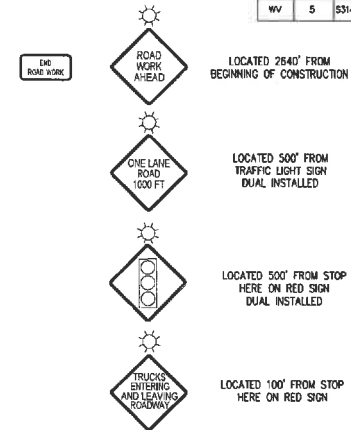 WV 5 S314
END
ROAD WORK
ROAD
WORK
AHEAD
LOCATED 2640' FROM
BEGINNING OF CONSTRUCTION
ONE LANE
ROAD
1000 FT
LOCATED 500' FROM
TRAFFIC LIGHT SIGN
DUAL INSTALLED
LOCATED 500' FROM STOP
HERE ON RED SIGN
DUAL INSTALLED
TRUCKS
ENTERING
AND LEAVING
ROADWAY
LOCATED 100' FROM STOP
HERE ON RED SIGN